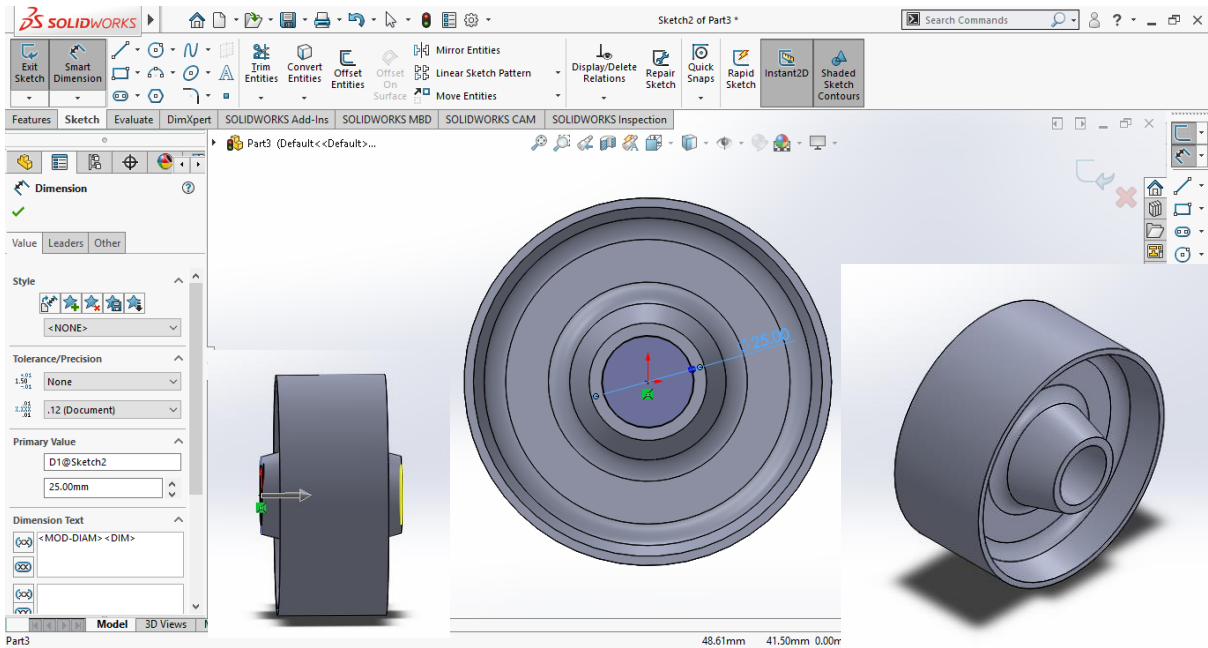 SOLIDWORKS
Sketch2 of Part3 *
Search Commands
?
Exit Sketch
Smart Dimension
Trim Entities
Convert Entities
Offset Entities
Offset On Surface
Mirror Entities
Linear Sketch Pattern
Move Entities
Display/Delete Relations
Repair Sketch
Quick Snaps
Rapid Sketch
Instant2D
Shaded Sketch Contours
Features Sketch Evaluate DimXpert SOLIDWORKS Add-Ins SOLIDWORKS MBD SOLIDWORKS CAM SOLIDWORKS Inspection
Part3 (Default<<Default>...
Dimension
Value Leaders Other
Style
<NONE>
Tolerance/Precision
None
.12 (Document)
Primary Value
D1@Sketch2
25.00mm
Dimension Text
<MOD-DIAM><DIM>
25.00
Model 3D Views
Part3
48.61mm 41.50mm 0.00m